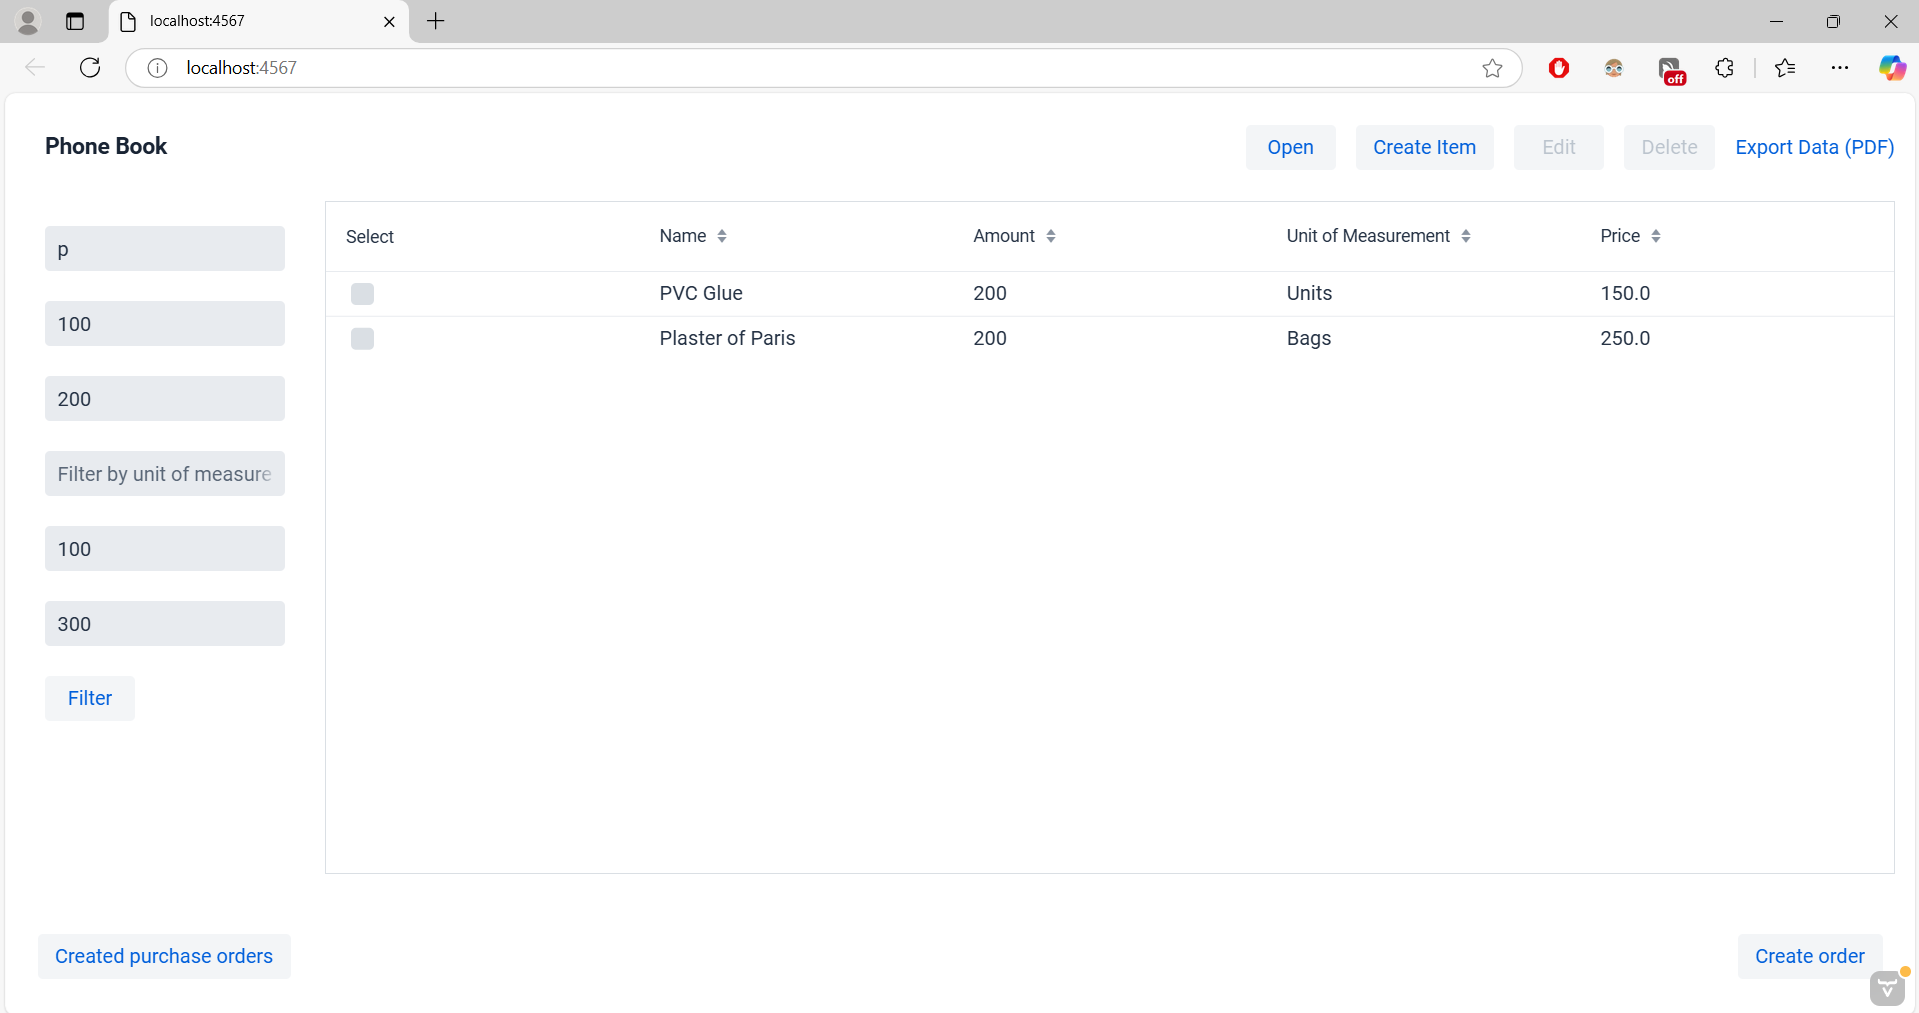 localhost:4567
localhost:4567
off
Phone Book
Open
Create Item
Edit
Delete
Export Data (PDF)
p
100
200
Filter by unit of measure
100
300
Filter
Select Name Amount Unit of Measurement Price
PVC Glue 200 Units 150.0
Plaster of Paris 200 Bags 250.0
Created purchase orders
Create order